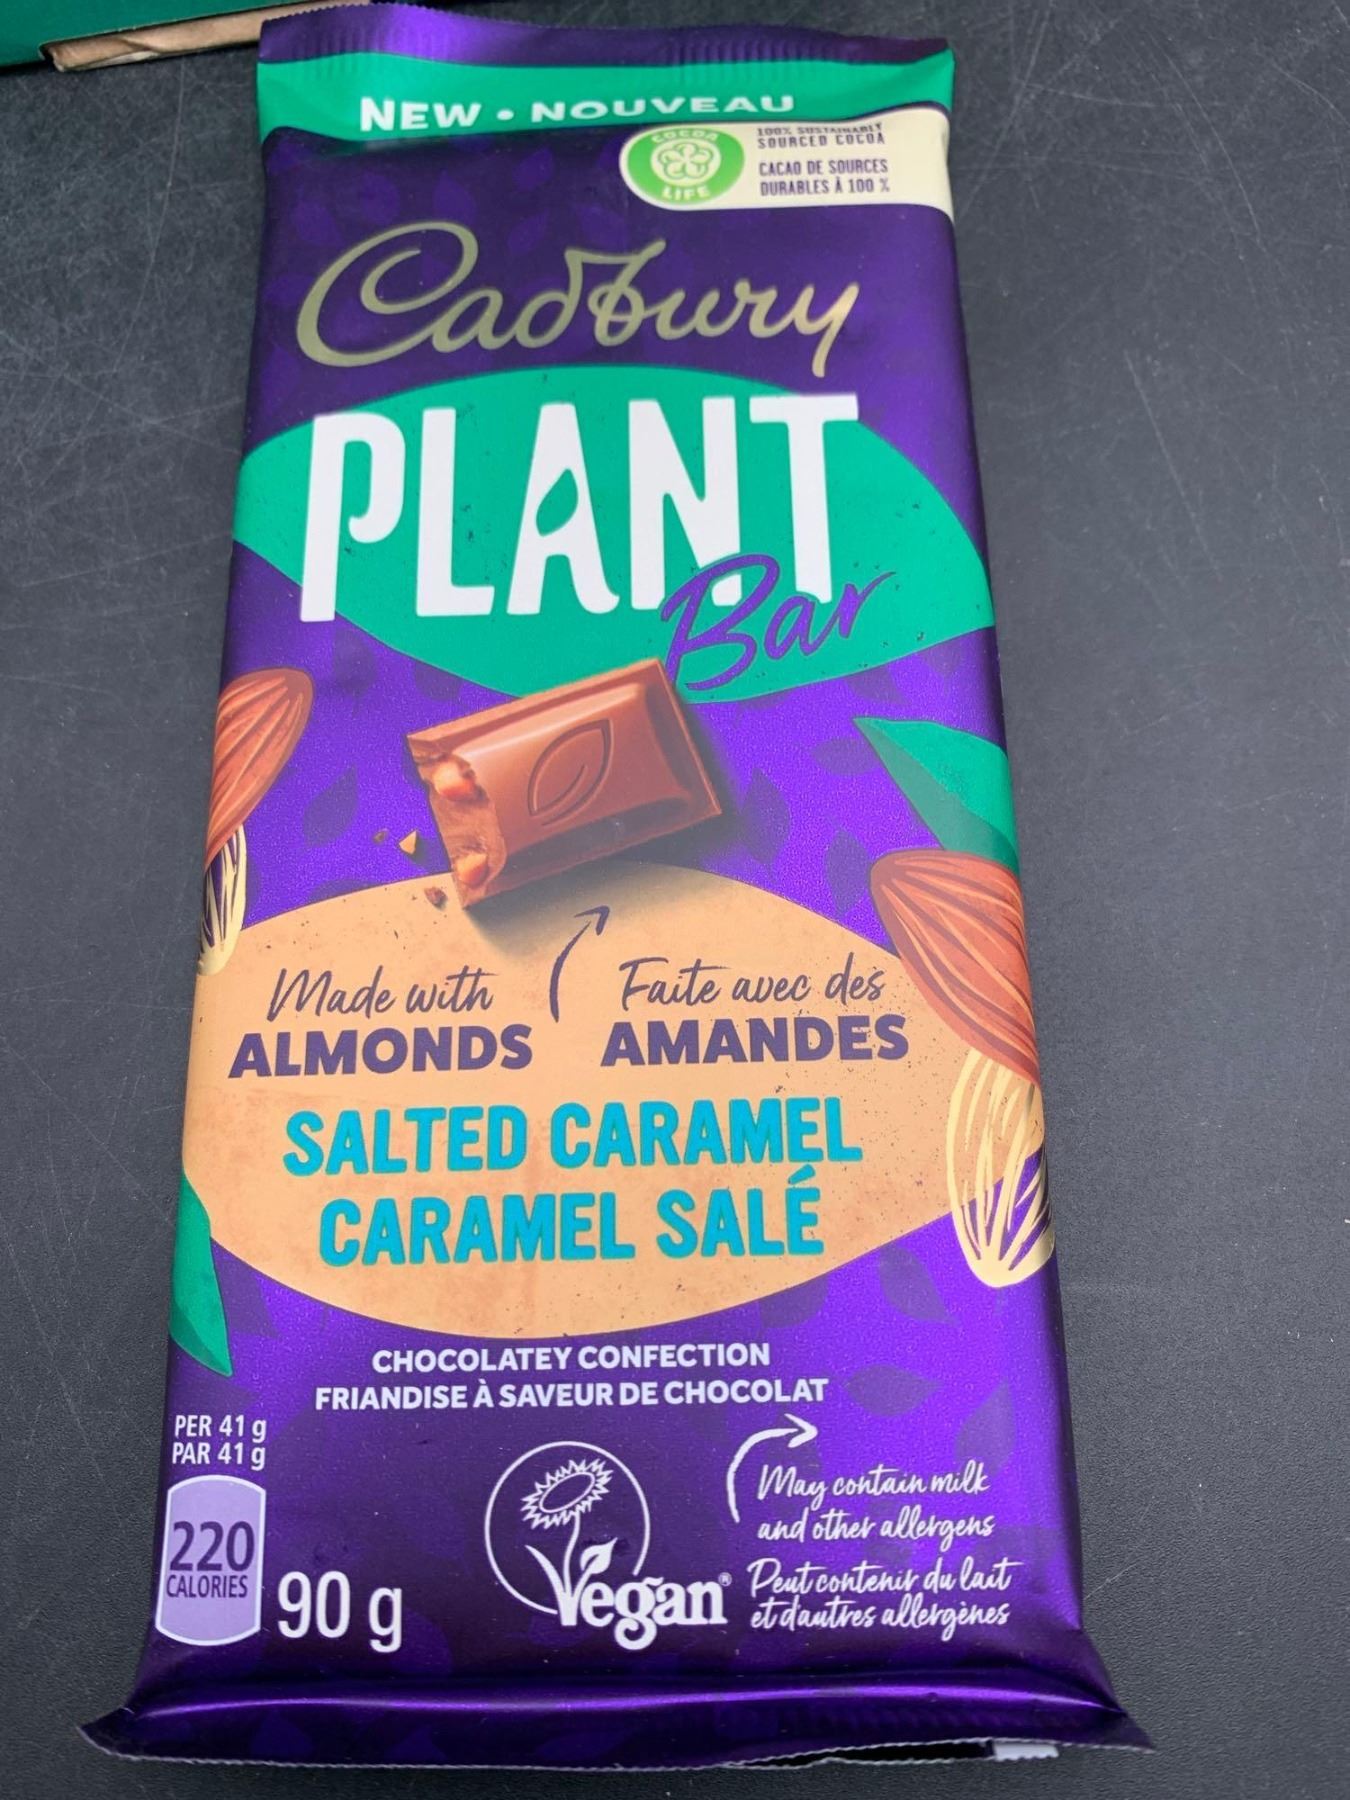 NEW • NOUVEAU
COCOA
LIFE
100% SUSTAINABLY
SOURCED COCOA
CACAO DE SOURCES
DURABLES À 100 %
Cadbury
PLANT
Bar
Made with
ALMONDS
Faite avec des
AMANDES
SALTED CARAMEL
CARAMEL SALÉ
CHOCOLATEY CONFECTION
FRIANDISE À SAVEUR DE CHOCOLAT
PER 41 g
PAR 41 g
220
CALORIES
90 g
Vegan®
May contain milk
and other allergens
Peut contenir du lait
et d'autres allergènes